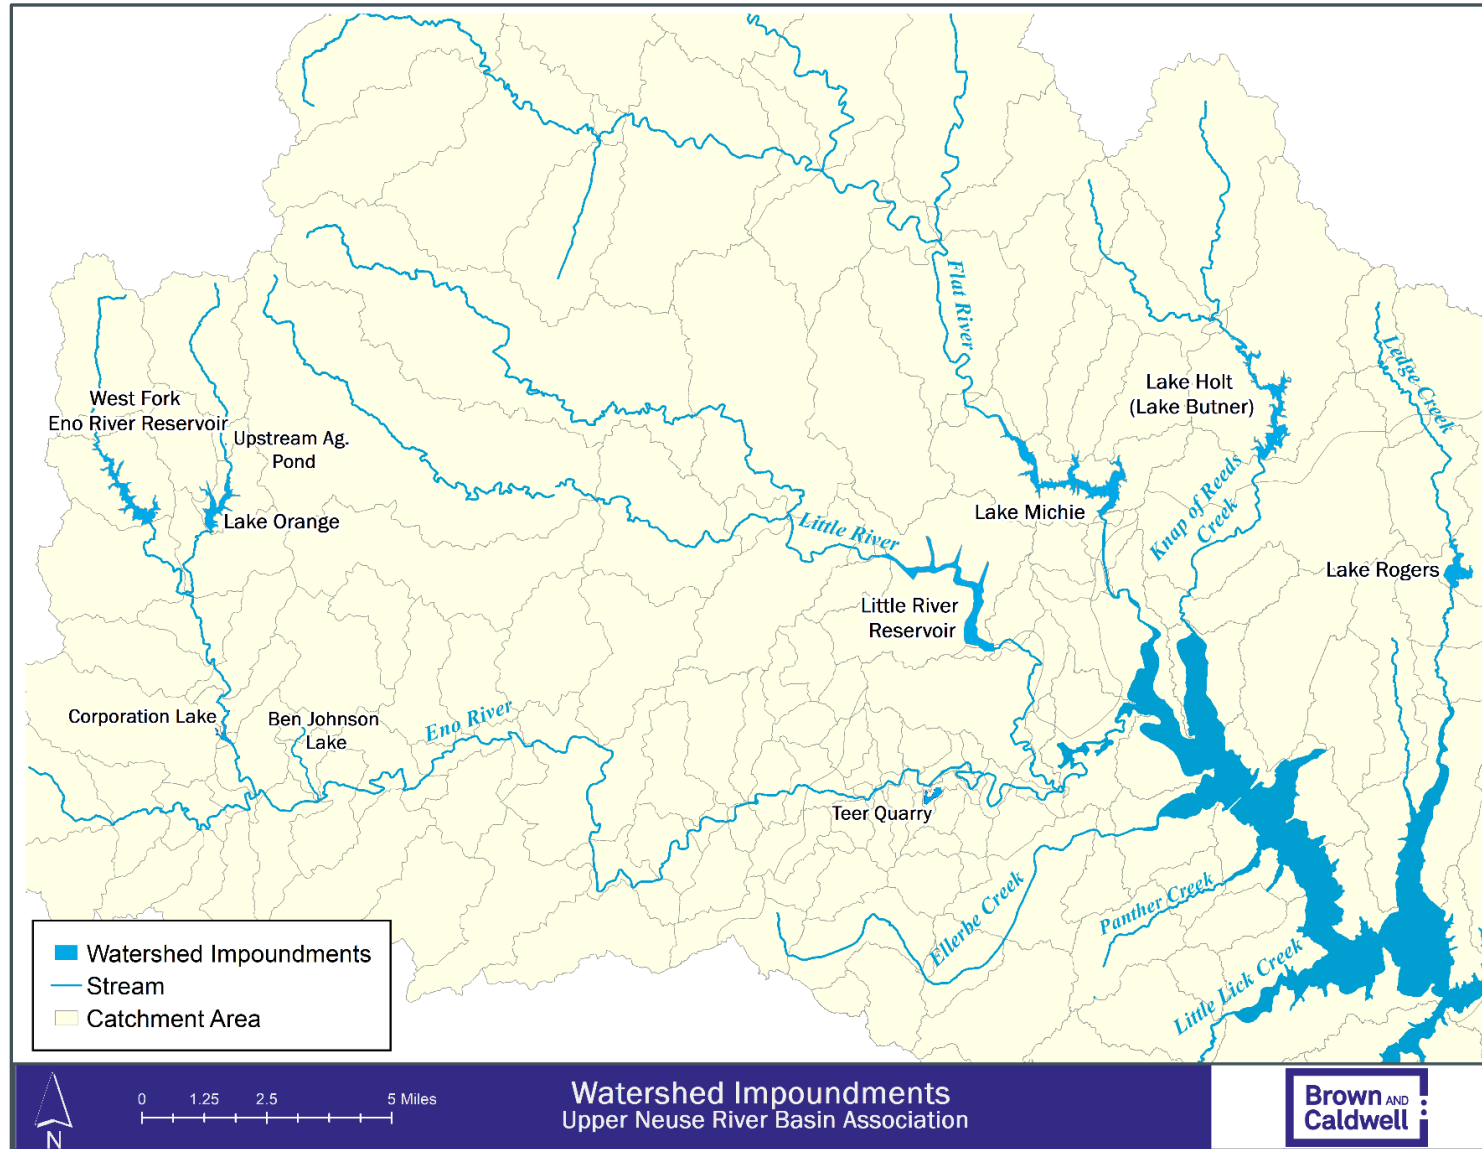 Flat River
Ledge Creek
Lake Holt
(Lake Butner)
West Fork
Eno River Reservoir
Upstream Ag.
Pond
Knap of Reeds
Creek
Lake Michie
Lake Orange
Little River
Lake Rogers
Little River
Reservoir
Corporation Lake
Ben Johnson
Lake
Eno River
Teer Quarry
Ellerbe Creek
Panther Creek
Little Lick Creek
Watershed Impoundments
Stream
Catchment Area
N
0 1.25 2.5 5 Miles
Watershed Impoundments
Upper Neuse River Basin Association
Brown AND
Caldwell